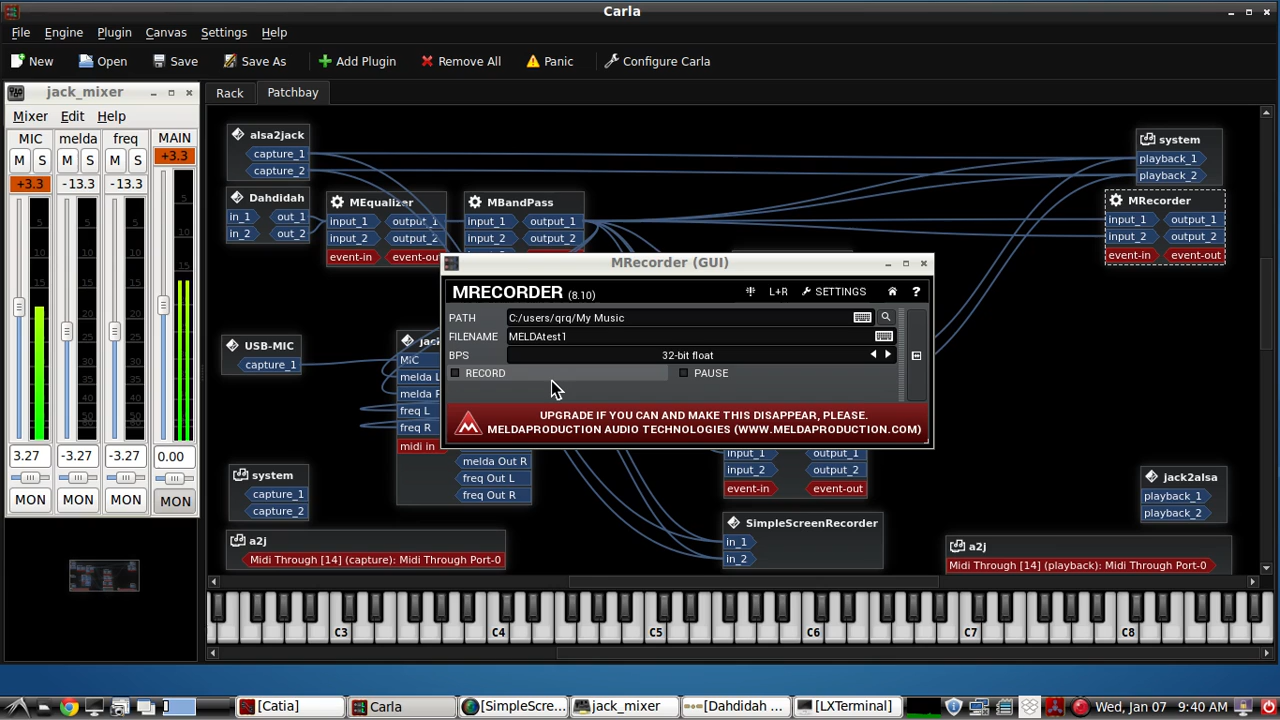 Carla
File Engine Plugin Canvas Settings Help
New Open Save Save As Add Plugin Remove All Panic Configure Carla
jack_mixer
Mixer Edit Help
MIC melda freq MAIN
M S M S M S +3.3
+3.3 -13.3 -13.3
3.27 -3.27 -3.27 0.00
MON MON MON MON
Rack Patchbay
alsa2jack
capture_1
capture_2
Dahdidah
in_1 out_1
in_2 out_2
MEqualizer
input_1 output_1
input_2 output_2
event-in event-ou
MBandPass
input_1 output_1
input_2
system
playback_1
playback_2
MRecorder
input_1 output_1
input_2 output_2
event-in event-out
MRecorder (GUI)
MRECORDER (8.10) L+R SETTINGS ?
PATH C:/users/qrq/My Music
FILENAME MELDAtest1
BPS 32-bit float
RECORD PAUSE
UPGRADE IF YOU CAN AND MAKE THIS DISAPPEAR, PLEASE.
MELDAPRODUCTION AUDIO TECHNOLOGIES (WWW.MELDAPRODUCTION.COM)
USB-MIC
capture_1
jac
MIC
melda L
melda R
freq L
freq R
midi in
melda Out R
freq Out L
freq Out R
input_1 output_1
input_2 output_2
event-in event-out
system
capture_1
capture_2
jack2alsa
playback_1
playback_2
SimpleScreenRecorder
in_1
in_2
a2j
Midi Through [14] (capture): Midi Through Port-0
a2j
Midi Through [14] (playback): Midi Through Port-0
C3 C4 C5 C6 C7 C8
[Catia] Carla [SimpleScre... jack_mixer [Dahdidah ... [LXTerminal] Wed, Jan 07 9:40 AM